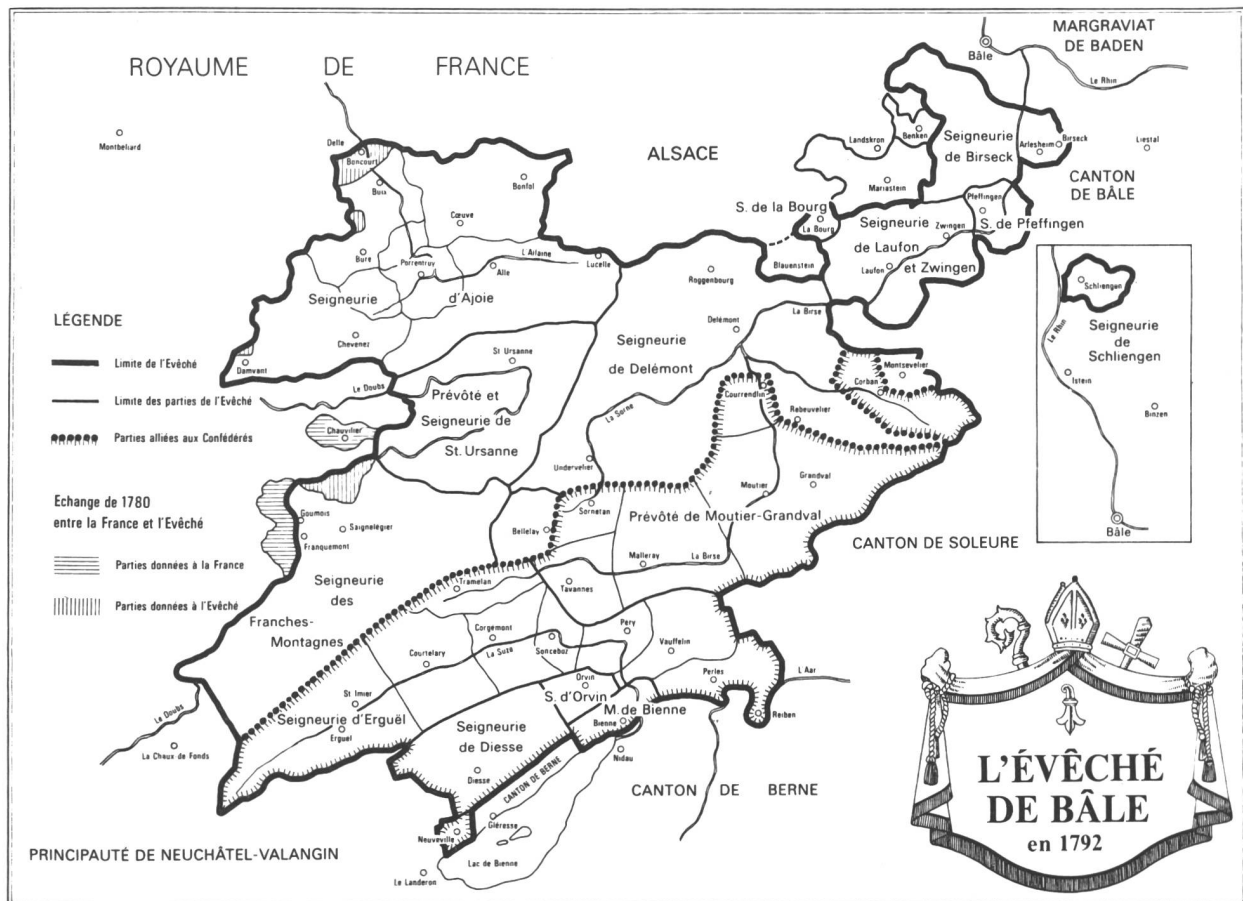 ROYAUME DE FRANCE
MARGRAVIAT
DE BADEN
Bâle
Le Rhin
Montbéliard
Delle
Boncourt
Buix
Bonfol
Cœuve
ALSACE
Landskron
Benken
Mariastein
Seigneurie
de Birseck
Arlesheim
Birseck
Liestal
CANTON
DE BÂLE
S. de la Bourg
La Bourg
Pfeffingen
S. de Pfeffingen
Seigneurie
de Laufon
et Zwingen
Zwingen
Laufon
Blauenstein
Bure
Porrentruy
Alle
L'Allaine
Lucelle
Roggenbourg
Seigneurie
d'Ajoie
Chevenez
Damvant
Schliengen
Le Rhin
Seigneurie
de
Schliengen
Istein
Binzen
Bâle
LÉGENDE
Limite de l'Evêché
Limite des parties de l'Evêché
Parties alliées aux Confédérés
Echange de 1780
entre la France et l'Evêché
Parties données à la France
Parties données à l'Evêché
Delémont
La Birse
Seigneurie
de Delémont
St Ursanne
Le Doubs
Prévôté et
Seigneurie de
St. Ursanne
Chauvilier
Montsevelier
Corban
Courrendlin
Rebeuvelier
La Sorne
Undervelier
Grandval
Moutier
Sornetan
Prévôté de Moutier-Grandval
Goumois
Saignelégier
Franquemont
Bellelay
Malleray
La Birse
CANTON DE SOLEURE
Seigneurie
des
Franches-
Montagnes
Tramelan
Tavannes
Corgémont
Courtelary
La Suze
Sonceboz
Pery
Vauffelin
Orvin
S. d'Orvin
Perles
L'Aar
Reiben
M. de Bienne
Bienne
Nidau
St Imier
Seigneurie d'Erguël
Erguel
Seigneurie
de Diesse
Diesse
CANTON DE BERNE
Le Doubs
La Chaux de Fonds
CANTON DE BERNE
Neuveville
Gléresse
Lac de Bienne
Le Landeron
PRINCIPAUTÉ DE NEUCHÂTEL-VALANGIN
L'ÉVÊCHÉ
DE BÂLE
en 1792